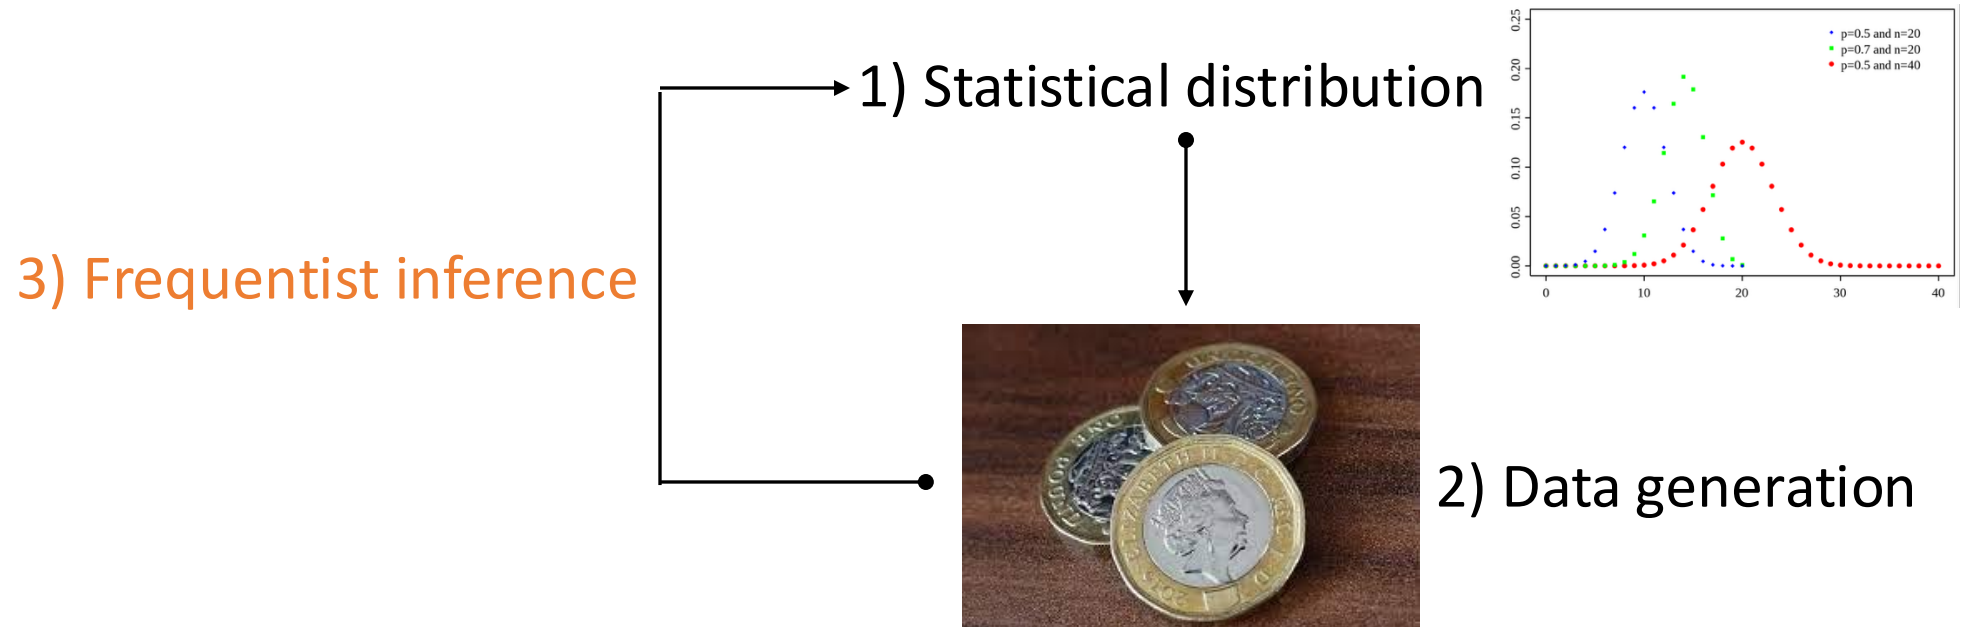 1) Statistical distribution
0.25
0.20
0.15
0.10
0.05
0.00
0
10
20
30
40
p=0.5 and n=20
p=0.7 and n=20
p=0.5 and n=40
3) Frequentist inference
2) Data generation
ELIZABETH II